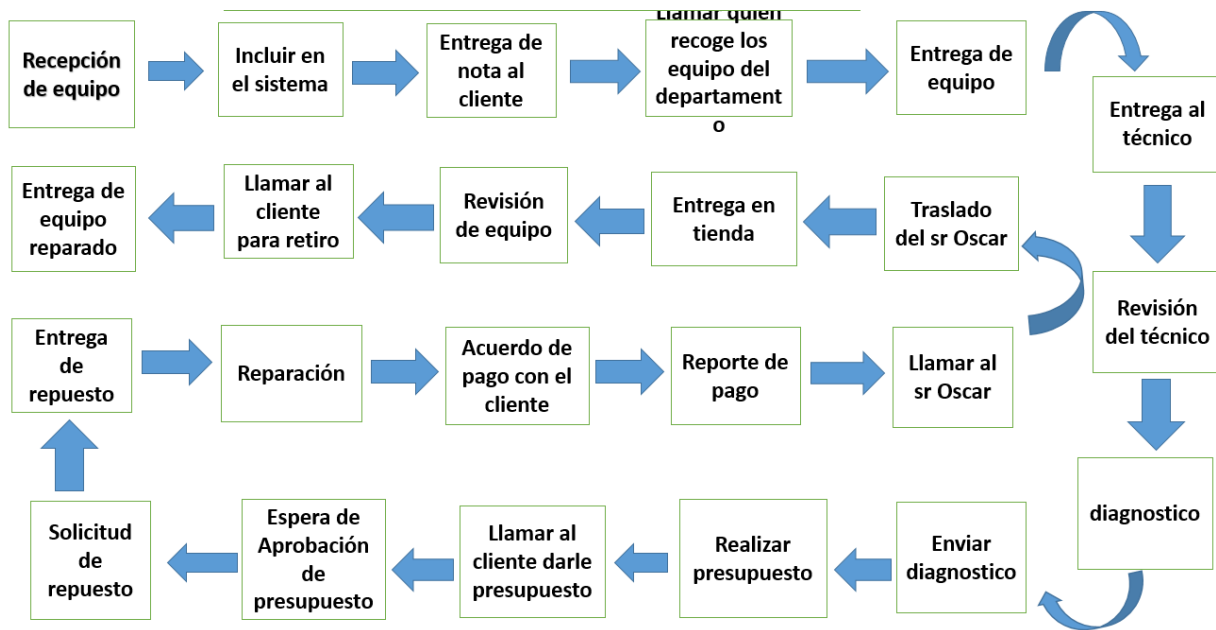 Recepción
de equipo
Incluir en
el sistema
Entrega de
nota al
cliente
Llamar quien
recoge los
equipo del
departament
o
Entrega de
equipo
Entrega al
técnico
Entrega de
equipo
reparado
Llamar al
cliente
para retiro
Revisión
de equipo
Entrega en
tienda
Traslado
del sr Oscar
Revisión
del técnico
Entrega
de
repuesto
Reparación
Acuerdo de
pago con el
cliente
Reporte de
pago
Llamar al
sr Oscar
Solicitud
de
repuesto
Espera de
Aprobación
de
presupuesto
Llamar al
cliente darle
presupuesto
Realizar
presupuesto
Enviar
diagnostico
diagnostico